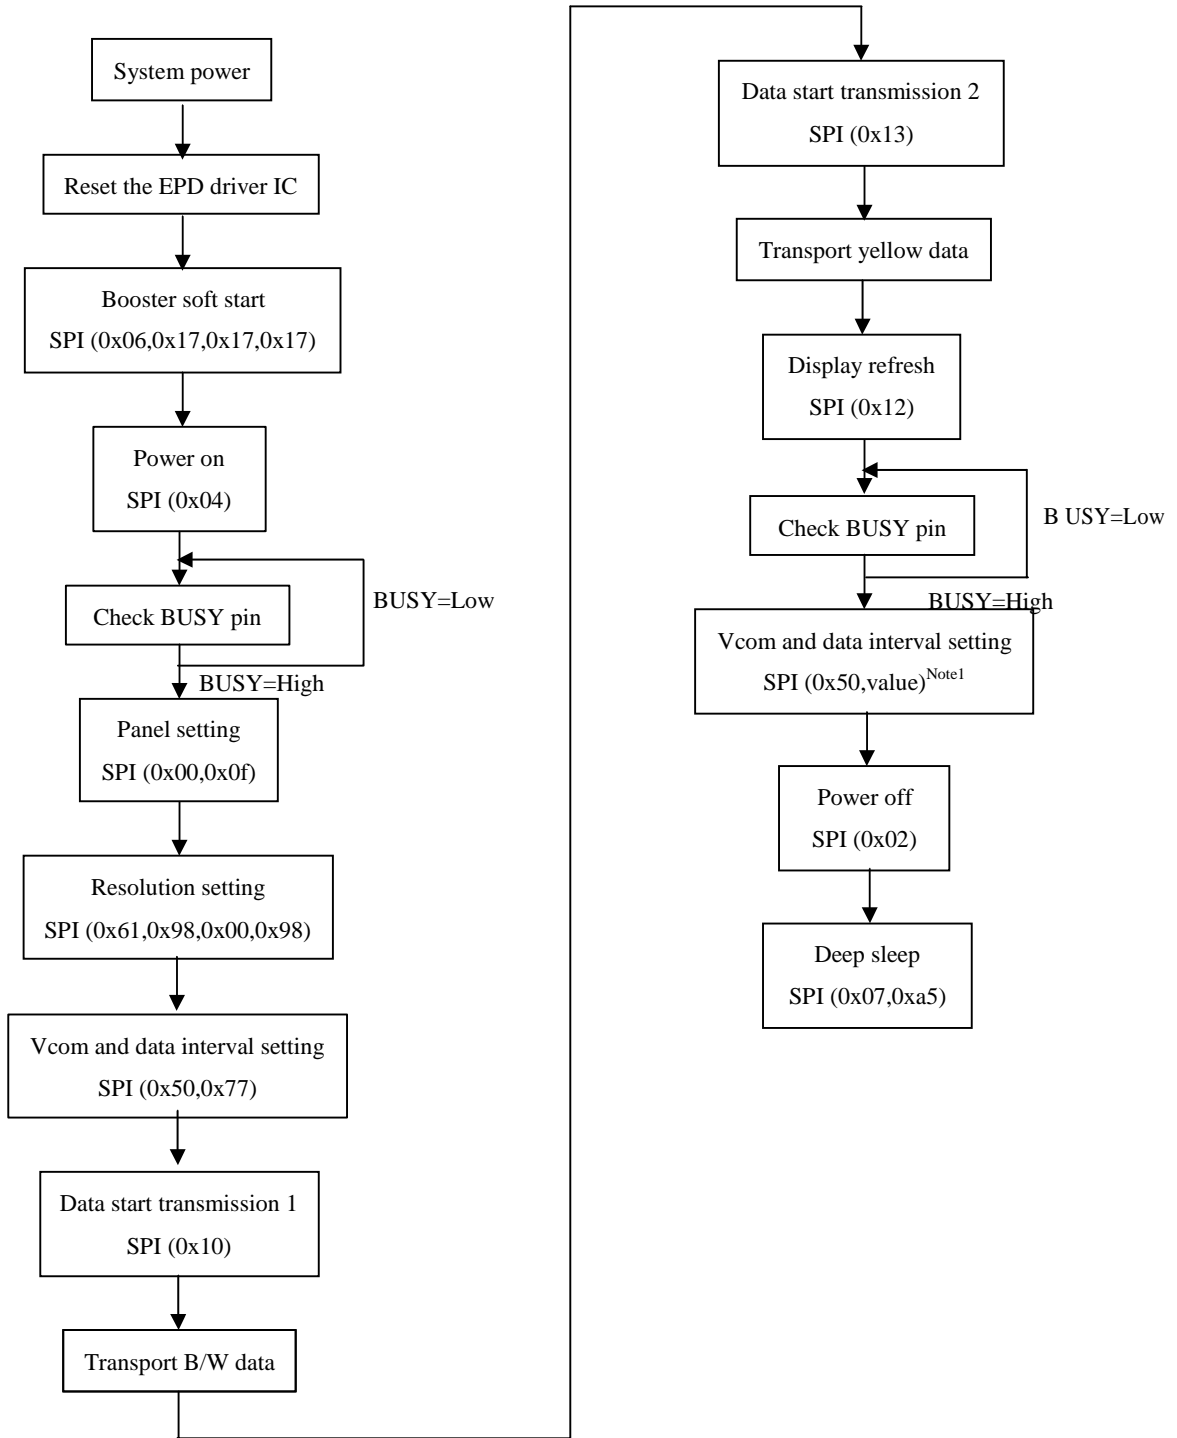 System power
Reset the EPD driver IC
Booster soft start
SPI (0x06,0x17,0x17,0x17)
Power on
SPI (0x04)
Check BUSY pin
BUSY=Low
BUSY=High
Panel setting
SPI (0x00,0x0f)
Resolution setting
SPI (0x61,0x98,0x00,0x98)
Vcom and data interval setting
SPI (0x50,0x77)
Data start transmission 1
SPI (0x10)
Transport B/W data
Data start transmission 2
SPI (0x13)
Transport yellow data
Display refresh
SPI (0x12)
Check BUSY pin
B USY=Low
BUSY=High
Vcom and data interval setting
SPI (0x50,value)Note1
Power off
SPI (0x02)
Deep sleep
SPI (0x07,0xa5)